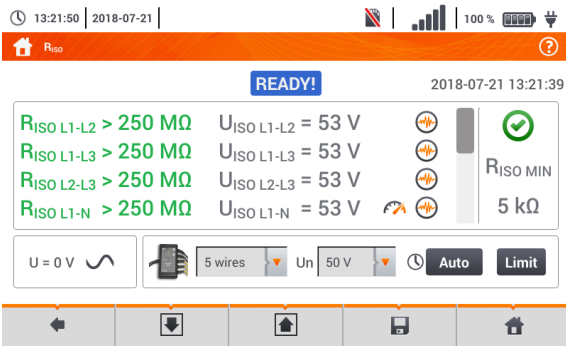 13:21:50 2018-07-21 100 %
RISO ?
READY! 2018-07-21 13:21:39
RISO L1-L2 > 250 MΩ UISO L1-L2 = 53 V
RISO L1-L3 > 250 MΩ UISO L1-L3 = 53 V
RISO L2-L3 > 250 MΩ UISO L2-L3 = 53 V
RISO L1-N > 250 MΩ UISO L1-N = 53 V
RISO MIN
5 kΩ
U = 0 V 5 wires Un 50 V Auto Limit